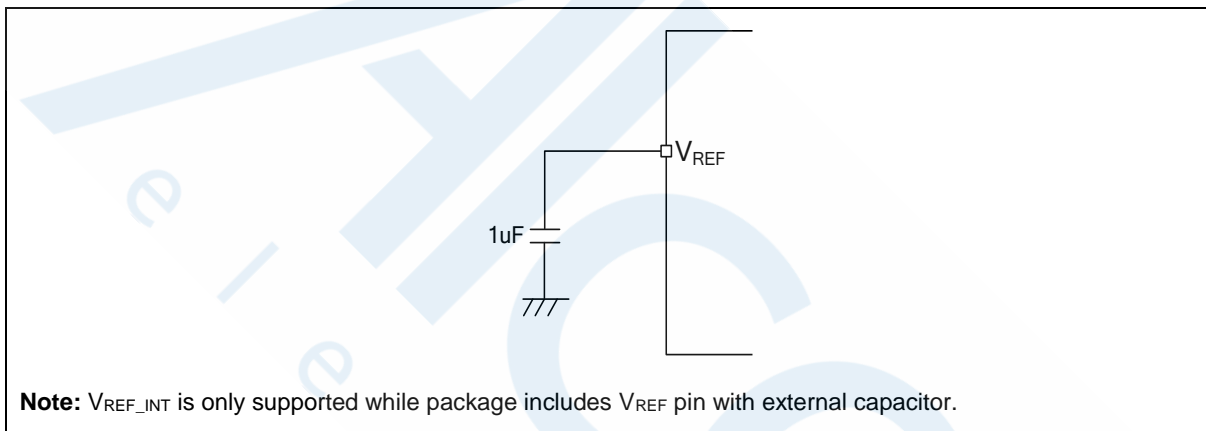 VREF
1uF
Note: VREF_INT is only supported while package includes VREF pin with external capacitor.